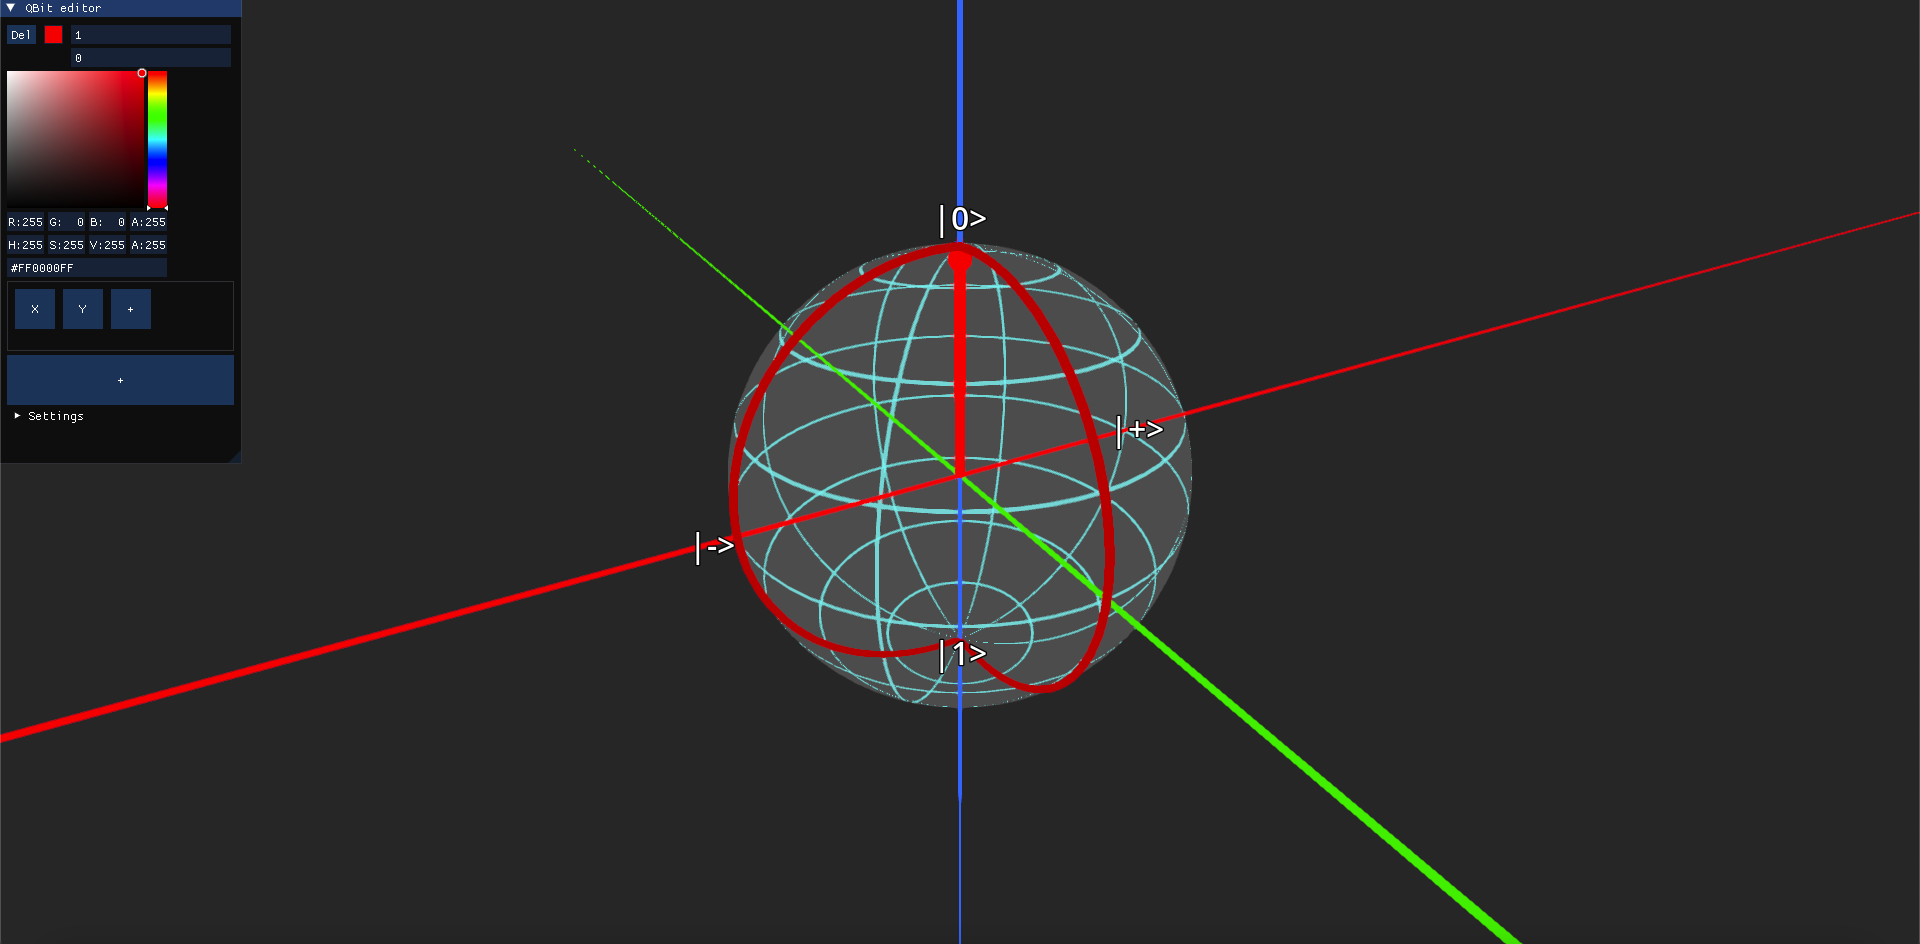 QBit editor
Del 1
0
R:255 G: 0 B: 0 A:255
H:255 S:255 V:255 A:255
#FF0000FF
X Y +
+
Settings
|0>
|+>
|->
|1>